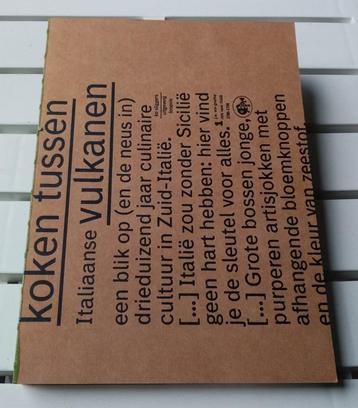 koken tussen
Italiaanse vulkanen
een blik op (en de neus in)
drieduizend jaar culinaire
cultuur in Zuid-Italië.
[...] Italië zou zonder Sicilië
geen hart hebben: hier vind
je de sleutel voor alles. 1
[...] Grote bossen jonge,
purperen artisjokken met
afhangende bloemknoppen
en de kleur van zeestof